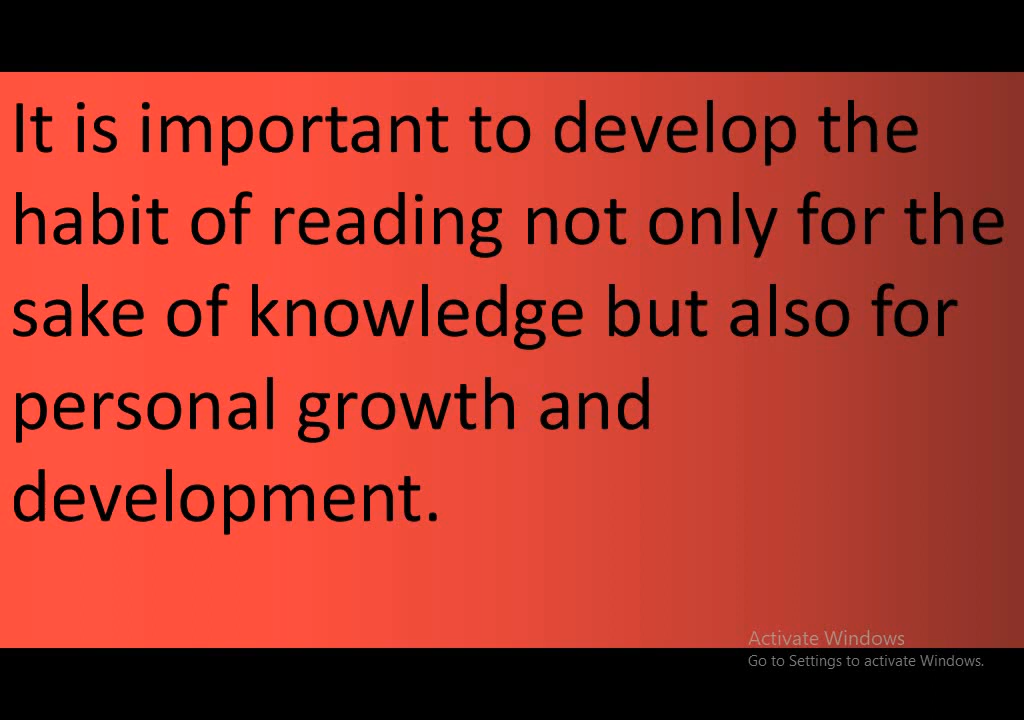 It is important to develop the
habit of reading not only for the
sake of knowledge but also for
personal growth and
development.
Activate Windows
Go to Settings to activate Windows.